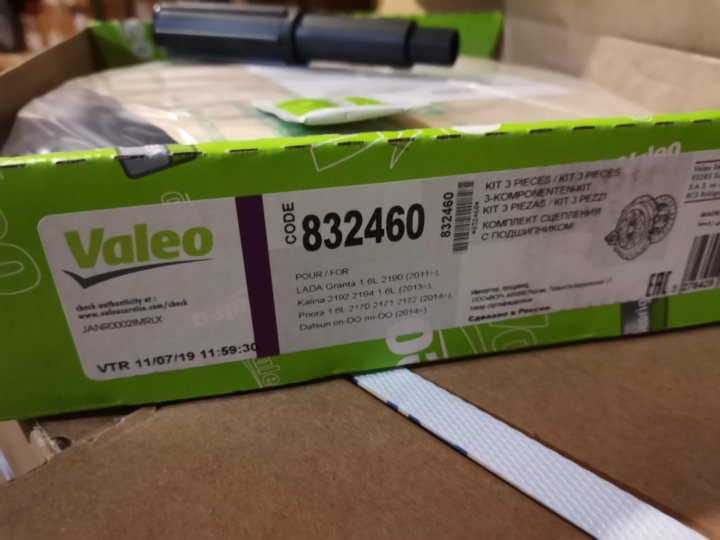 Valeo
check authenticity at :
www.valeoservice.com/check
JANR0002IMRLX
VTR 11/07/19 11:59:30
CODE
832460
POUR / FOR
LADA Granta 1.6L 2190 (2011>),
Kalina 2192 2194 1.6L (2013>),
Priora 1.6L 2170 2171 2172 (2014>),
Datsun on-DO mi-DO (2014>)
832460
KIT 3 PIECES / KIT 3 PIECES
3-KOMPONENTEN-KIT
KIT 3 PIEZAS / KIT 3 PEZZI
КОМПЛЕКТ СЦЕПЛЕНИЯ
С ПОДШИПНИКОМ
Сделано в России
EAC
Valeo